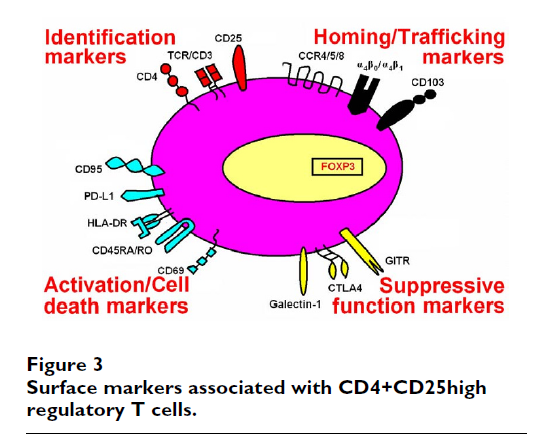 Identification
markers
Homing/Trafficking
markers
CD25
TCR/CD3
CD4
CCR4/5/8
CD103
CD95
PD-L1
HLA-DR
CD45RA/RO
CD69
FOXP3
GITR
CTLA4
Galectin-1
Activation/Cell
death markers
Suppressive
function markers
Figure 3
Surface markers associated with CD4+CD25high
regulatory T cells.